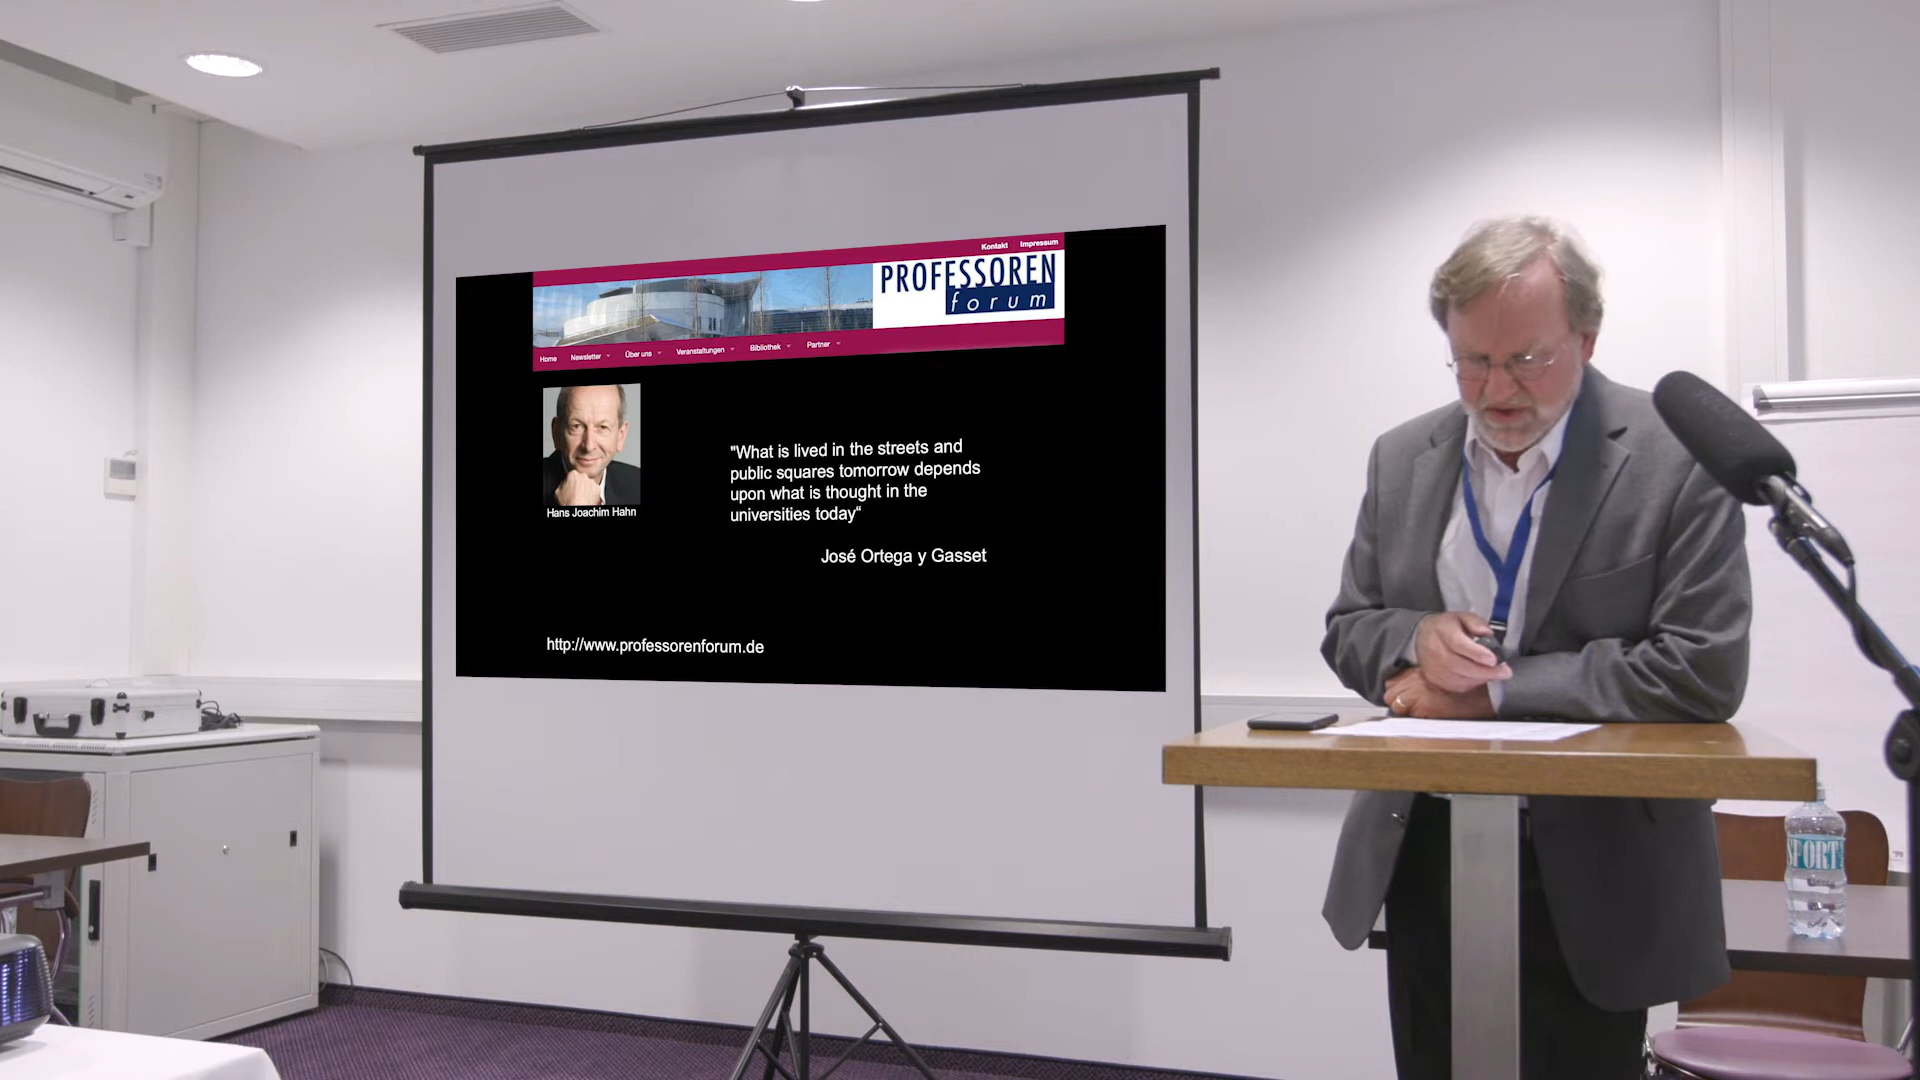 Kontakt Impressum
PROFESSOREN
forum
Home Newsletter Über uns Veranstaltungen Bibliothek Partner
Hans Joachim Hahn
"What is lived in the streets and
public squares tomorrow depends
upon what is thought in the
universities today“
José Ortega y Gasset
http://www.professorenforum.de
SPORT